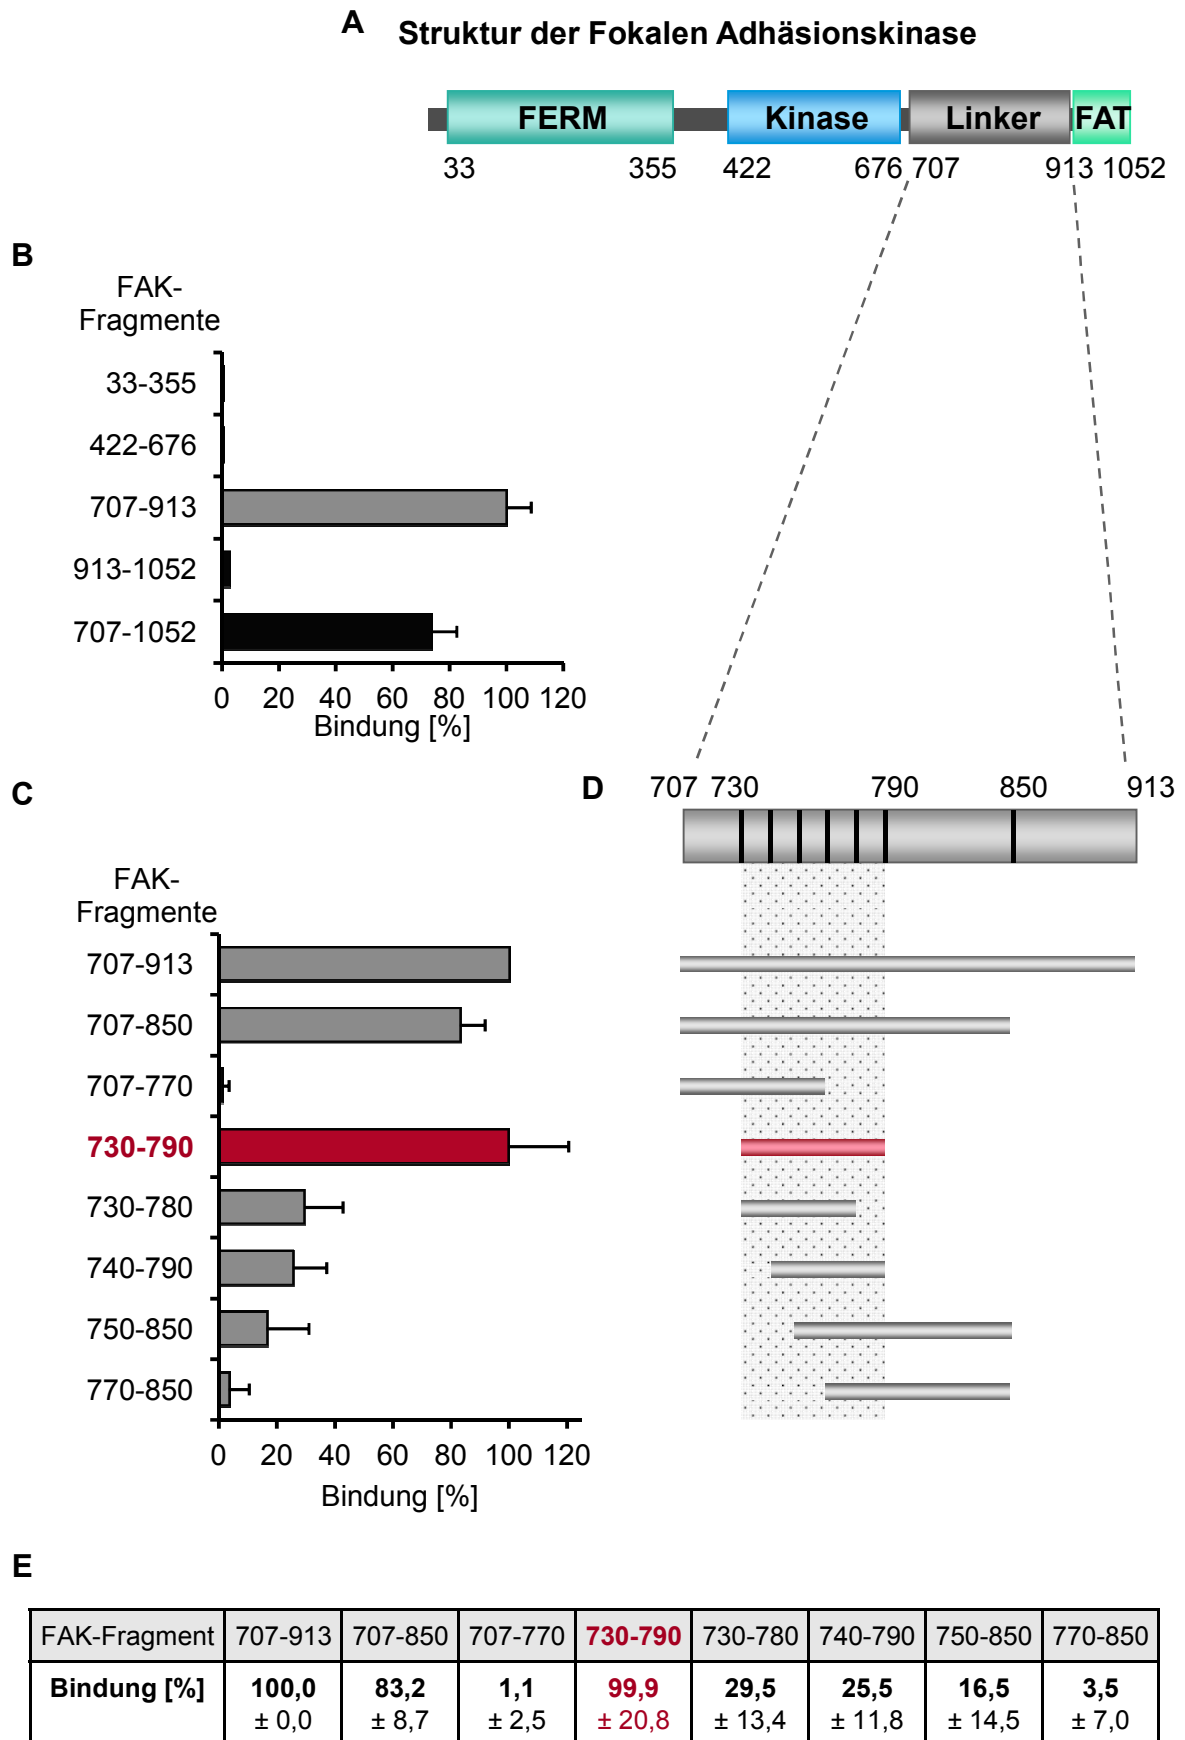 A Struktur der Fokalen Adhäsionskinase
FERM Kinase Linker FAT
33 355 422 676 707 913 1052
B
FAK-
Fragmente
33-355
422-676
707-913
913-1052
707-1052
0 20 40 60 80 100 120
Bindung [%]
C
FAK-
Fragmente
707-913
707-850
707-770
730-790
730-780
740-790
750-850
770-850
0 20 40 60 80 100 120
Bindung [%]
D 707 730 790 850 913
E
FAK-Fragment 707-913 707-850 707-770 730-790 730-780 740-790 750-850 770-850
Bindung [%] 100,0 83,2 1,1 99,9 29,5 25,5 16,5 3,5
± 0,0 ± 8,7 ± 2,5 ± 20,8 ± 13,4 ± 11,8 ± 14,5 ± 7,0